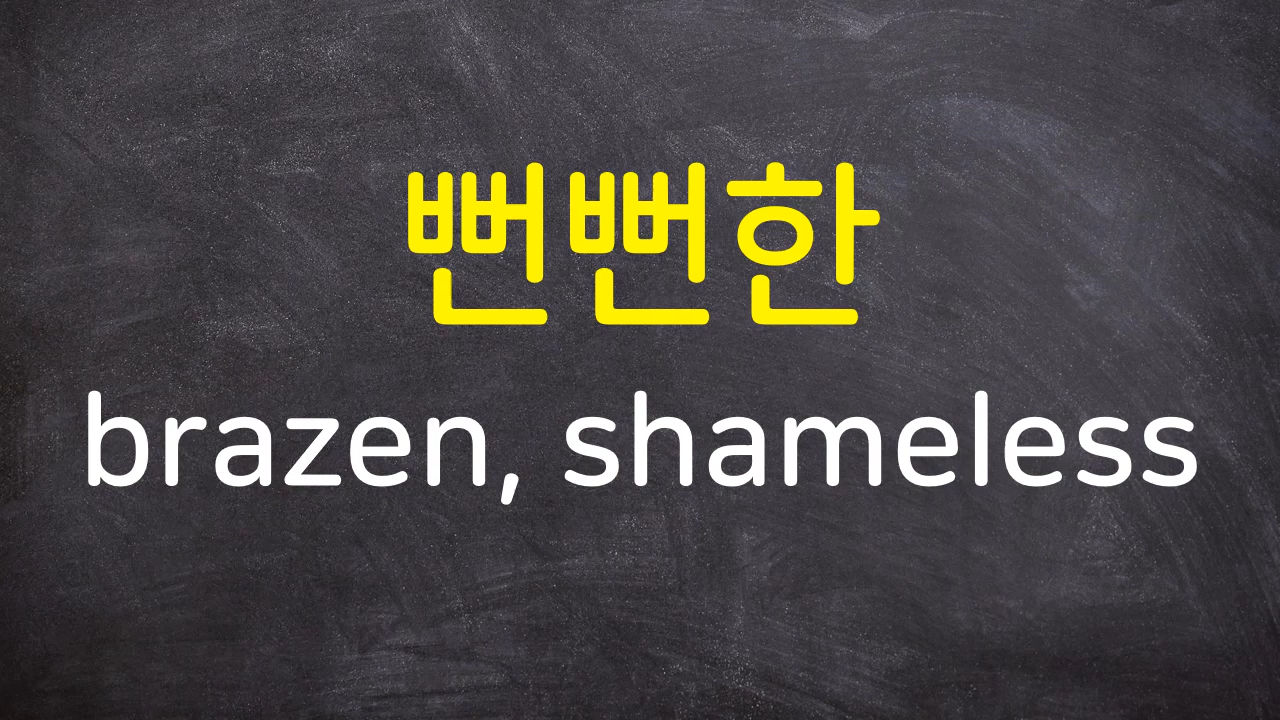 뻔뻔한
brazen, shameless